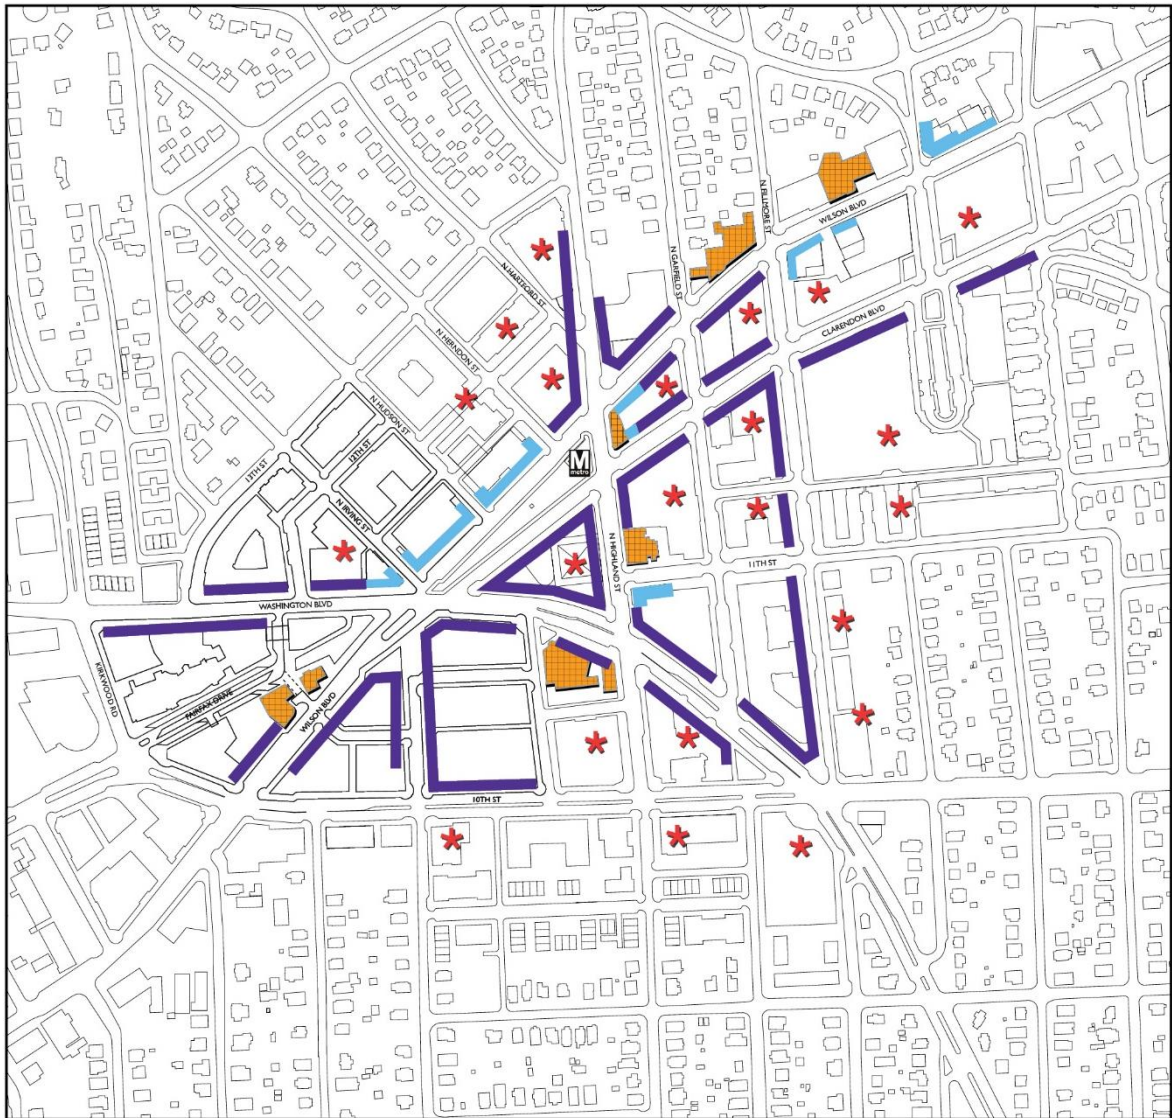 N FILLMORE ST
WILSON BLVD
N GARFIELD ST
N HARTFORD ST
CLARENDON BLVD
N HERNDON ST
N HUDSON ST
12TH ST
13TH ST
M
metro
N IRVING ST
N HIGHLAND ST
11TH ST
WASHINGTON BLVD
KIRKWOOD RD
FAIRFAX DRIVE
WILSON BLVD
10TH ST